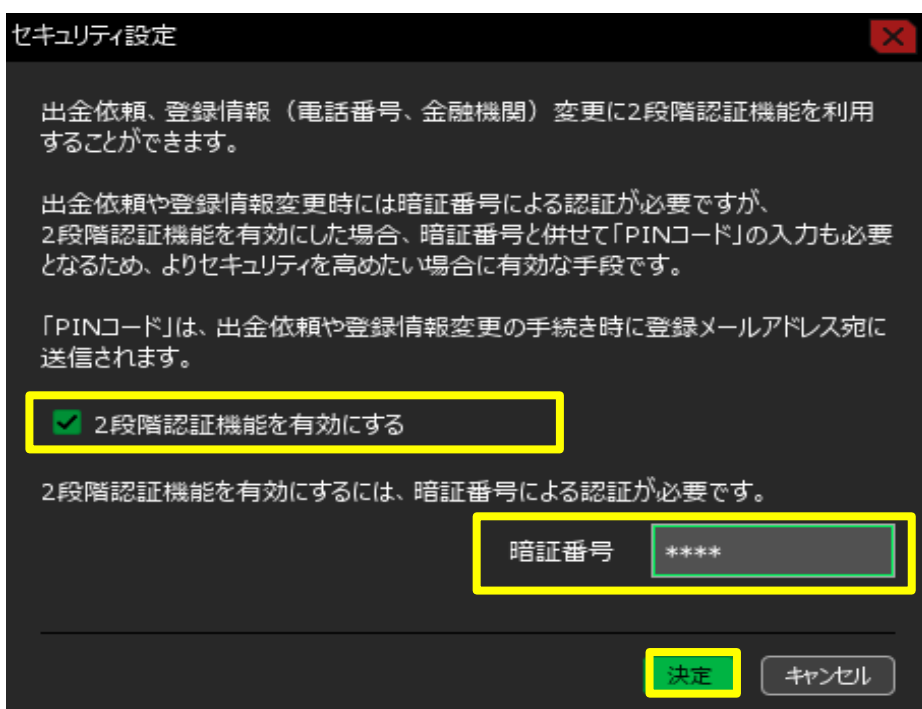 セキュリティ設定
出金依頼、登録情報（電話番号、金融機関）変更に2段階認証機能を利用
することができます。
出金依頼や登録情報変更時には暗証番号による認証が必要ですが、
2段階認証機能を有効にした場合、暗証番号と併せて「PINコード」の入力も必要
となるため、よりセキュリティを高めたい場合に有効な手段です。
「PINコード」は、出金依頼や登録情報変更の手続き時に登録メールアドレス宛に
送信されます。
2段階認証機能を有効にする
2段階認証機能を有効にするには、暗証番号による認証が必要です。
暗証番号 ****
決定 キャンセル